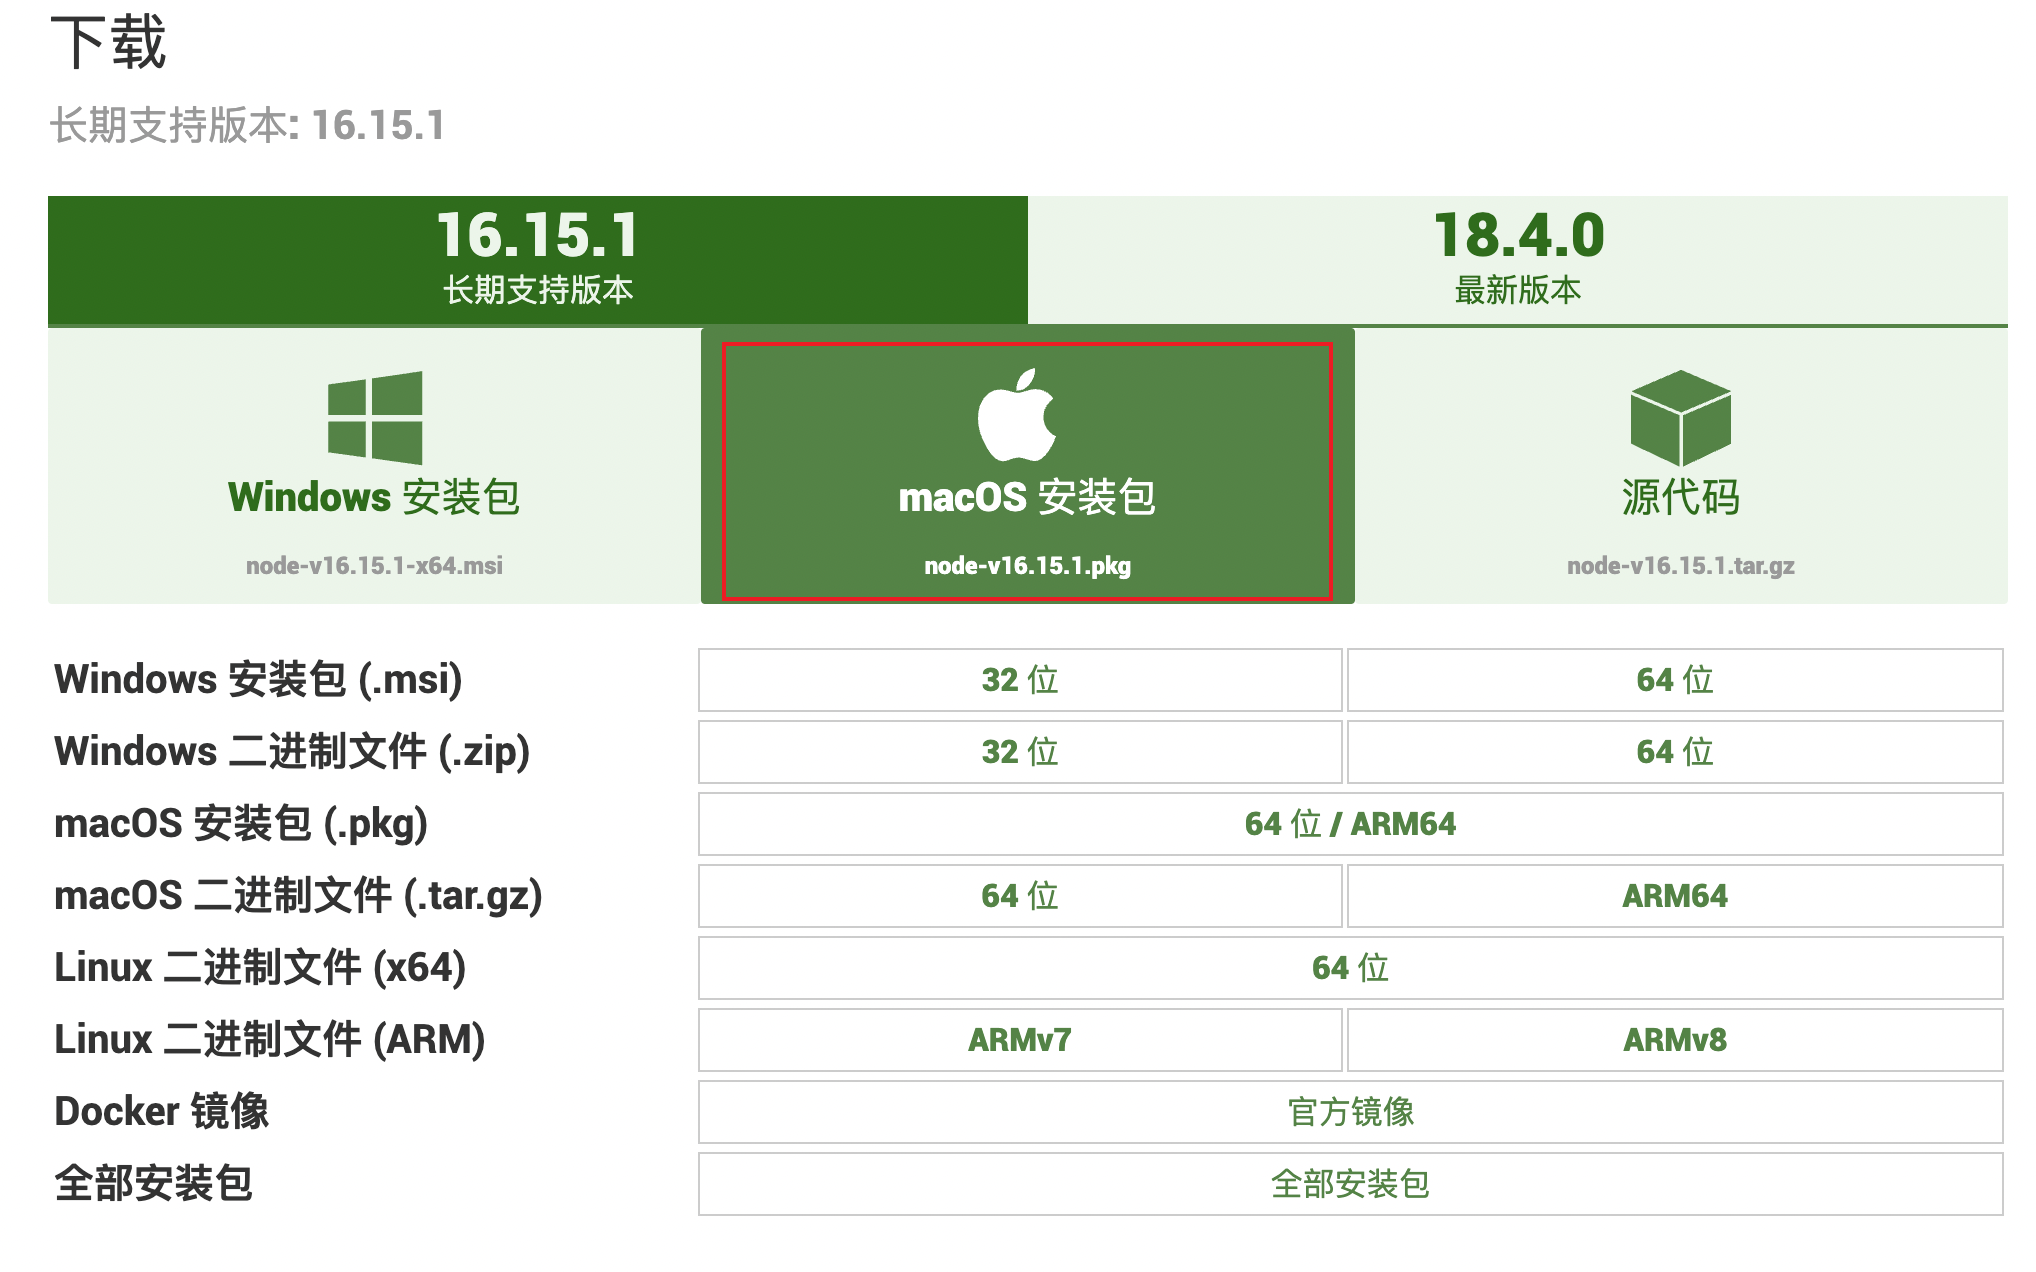 下载
长期支持版本: 16.15.1
16.15.1
长期支持版本
18.4.0
最新版本
Windows 安装包
node-v16.15.1-x64.msi
macOS 安装包
node-v16.15.1.pkg
源代码
node-v16.15.1.tar.gz
Windows 安装包 (.msi) 32 位 64 位
Windows 二进制文件 (.zip) 32 位 64 位
macOS 安装包 (.pkg) 64 位 / ARM64
macOS 二进制文件 (.tar.gz) 64 位 ARM64
Linux 二进制文件 (x64) 64 位
Linux 二进制文件 (ARM) ARMv7 ARMv8
Docker 镜像 官方镜像
全部安装包 全部安装包